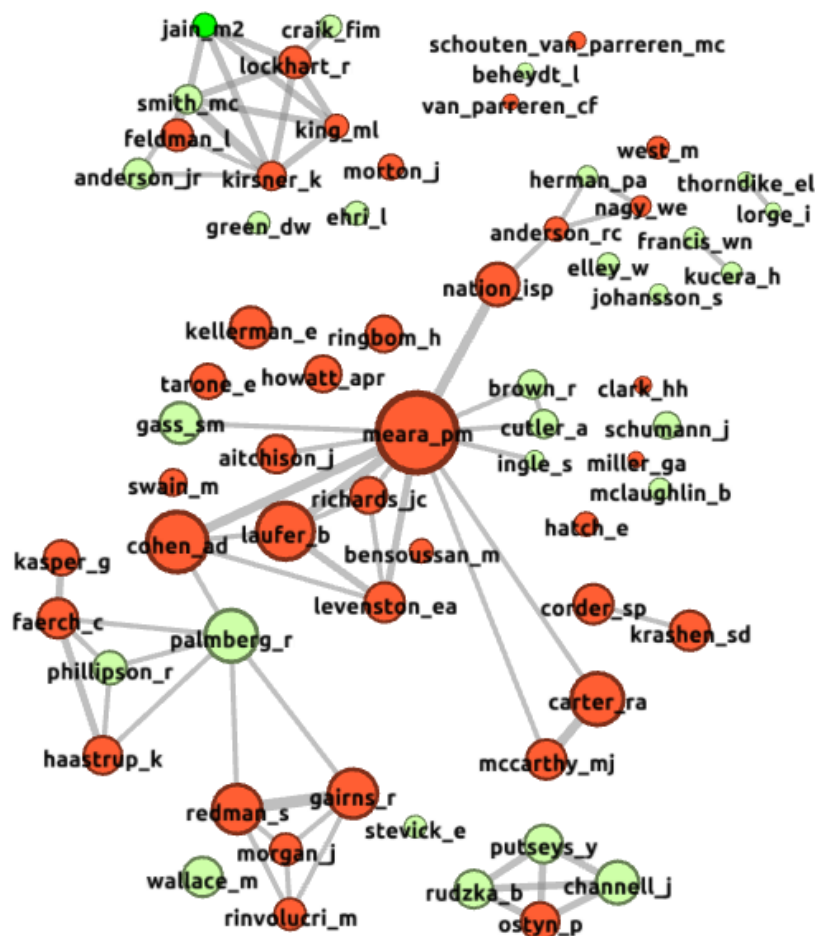 jain_m2
craik_fim
schouten_van_parreren_mc
lockhart_r
beheydt_l
smith_mc
van_parreren_cf
feldman_l
king_ml
west_m
anderson_jr
kirsner_k
morton_j
herman_pa
thorndike_el
nagy_we
lorge_i
green_dw
ehri_l
anderson_rc
francis_wn
elley_w
kucera_h
nation_isp
johansson_s
kellerman_e
ringbom_h
tarone_e
howatt_apr
brown_r
clark_hh
gass_sm
meara_pm
cutler_a
schumann_j
aitchison_j
ingle_s
miller_ga
swain_m
richards_jc
mclaughlin_b
cohen_ad
laufer_b
hatch_e
kasper_g
bensoussan_m
faerch_c
levenston_ea
corder_sp
palmberg_r
krashen_sd
phillipson_r
carter_ra
haastrup_k
mccarthy_mj
redman_s
gairns_r
stevick_e
morgan_j
putseys_y
wallace_m
rudzka_b
channell_j
rinvolucri_m
ostyn_p